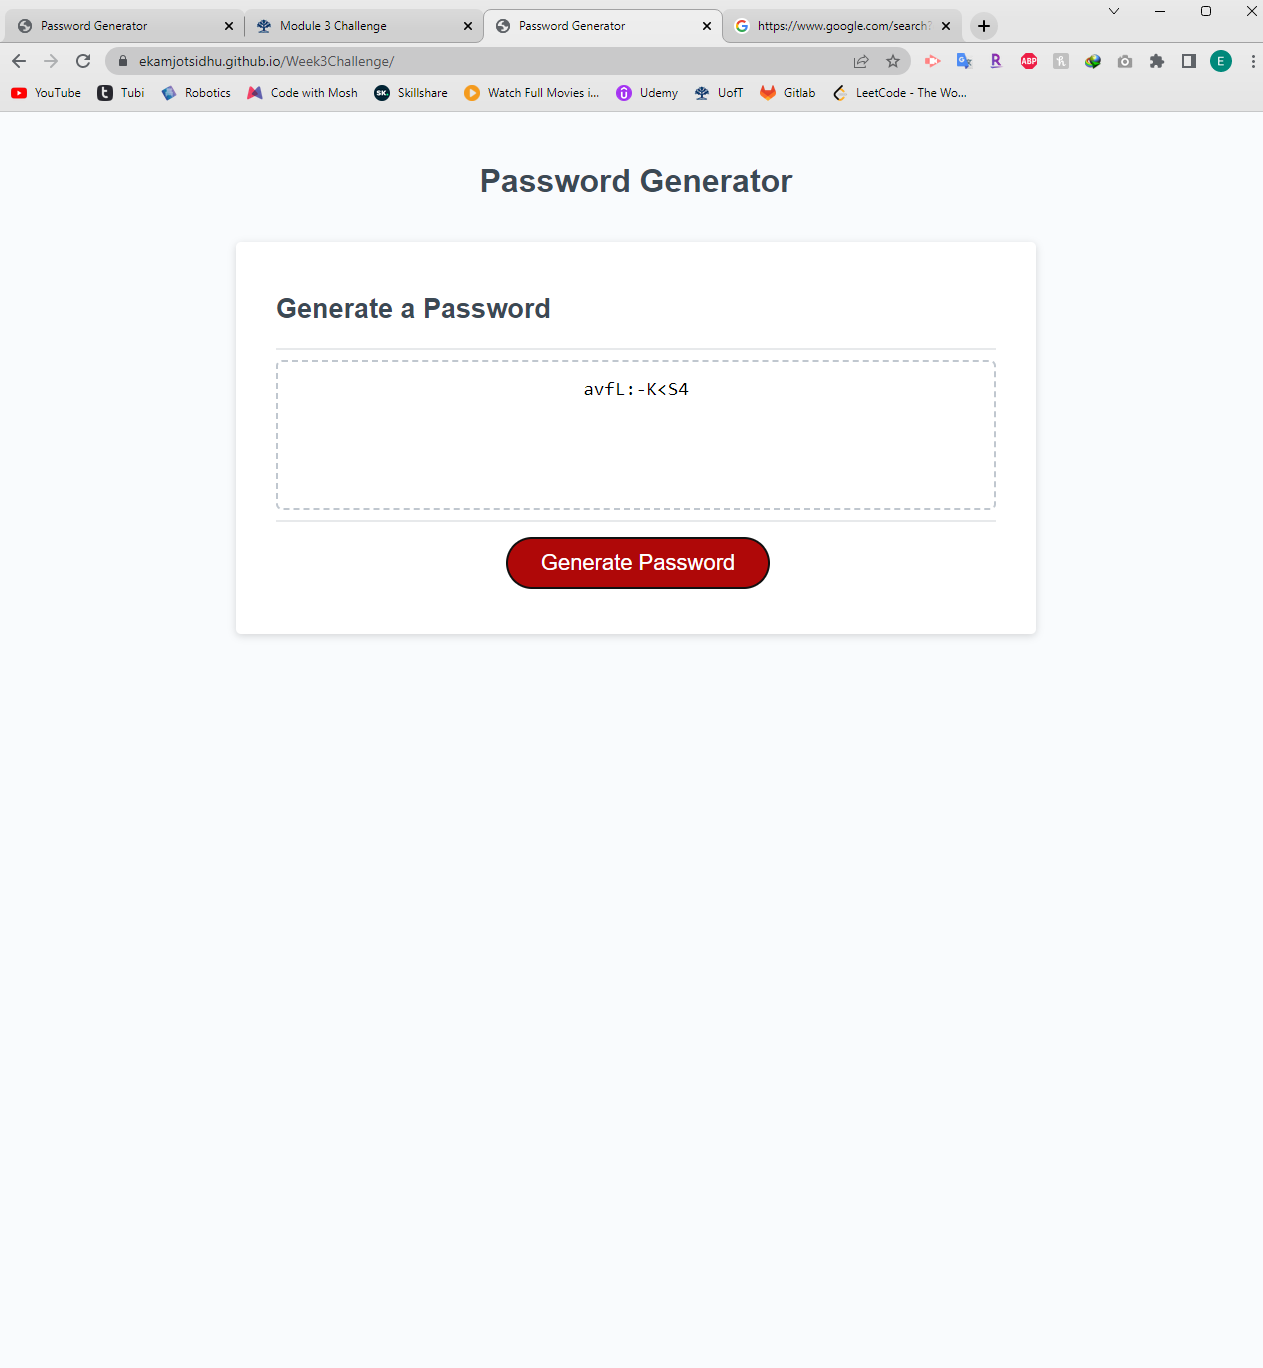 Password Generator
Module 3 Challenge
Password Generator
https://www.google.com/search?
ekamjotsidhu.github.io/Week3Challenge/
ABP
E
YouTube
Tubi
Robotics
Code with Mosh
SK.
Skillshare
Watch Full Movies i...
Udemy
UofT
Gitlab
LeetCode - The Wo...
Password Generator
Generate a Password
avfL:-K<S4
Generate Password